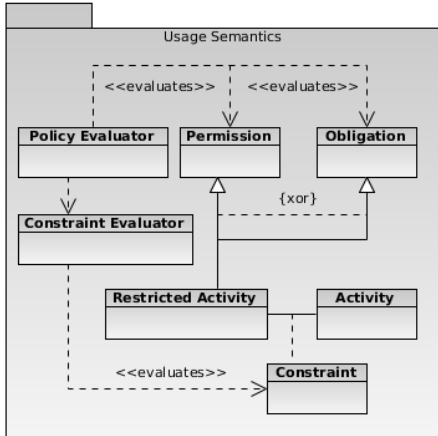 Usage Semantics
<<evaluates>> <<evaluates>>
Policy Evaluator Permission Obligation
{xor}
Constraint Evaluator
Restricted Activity Activity
<<evaluates>>
Constraint